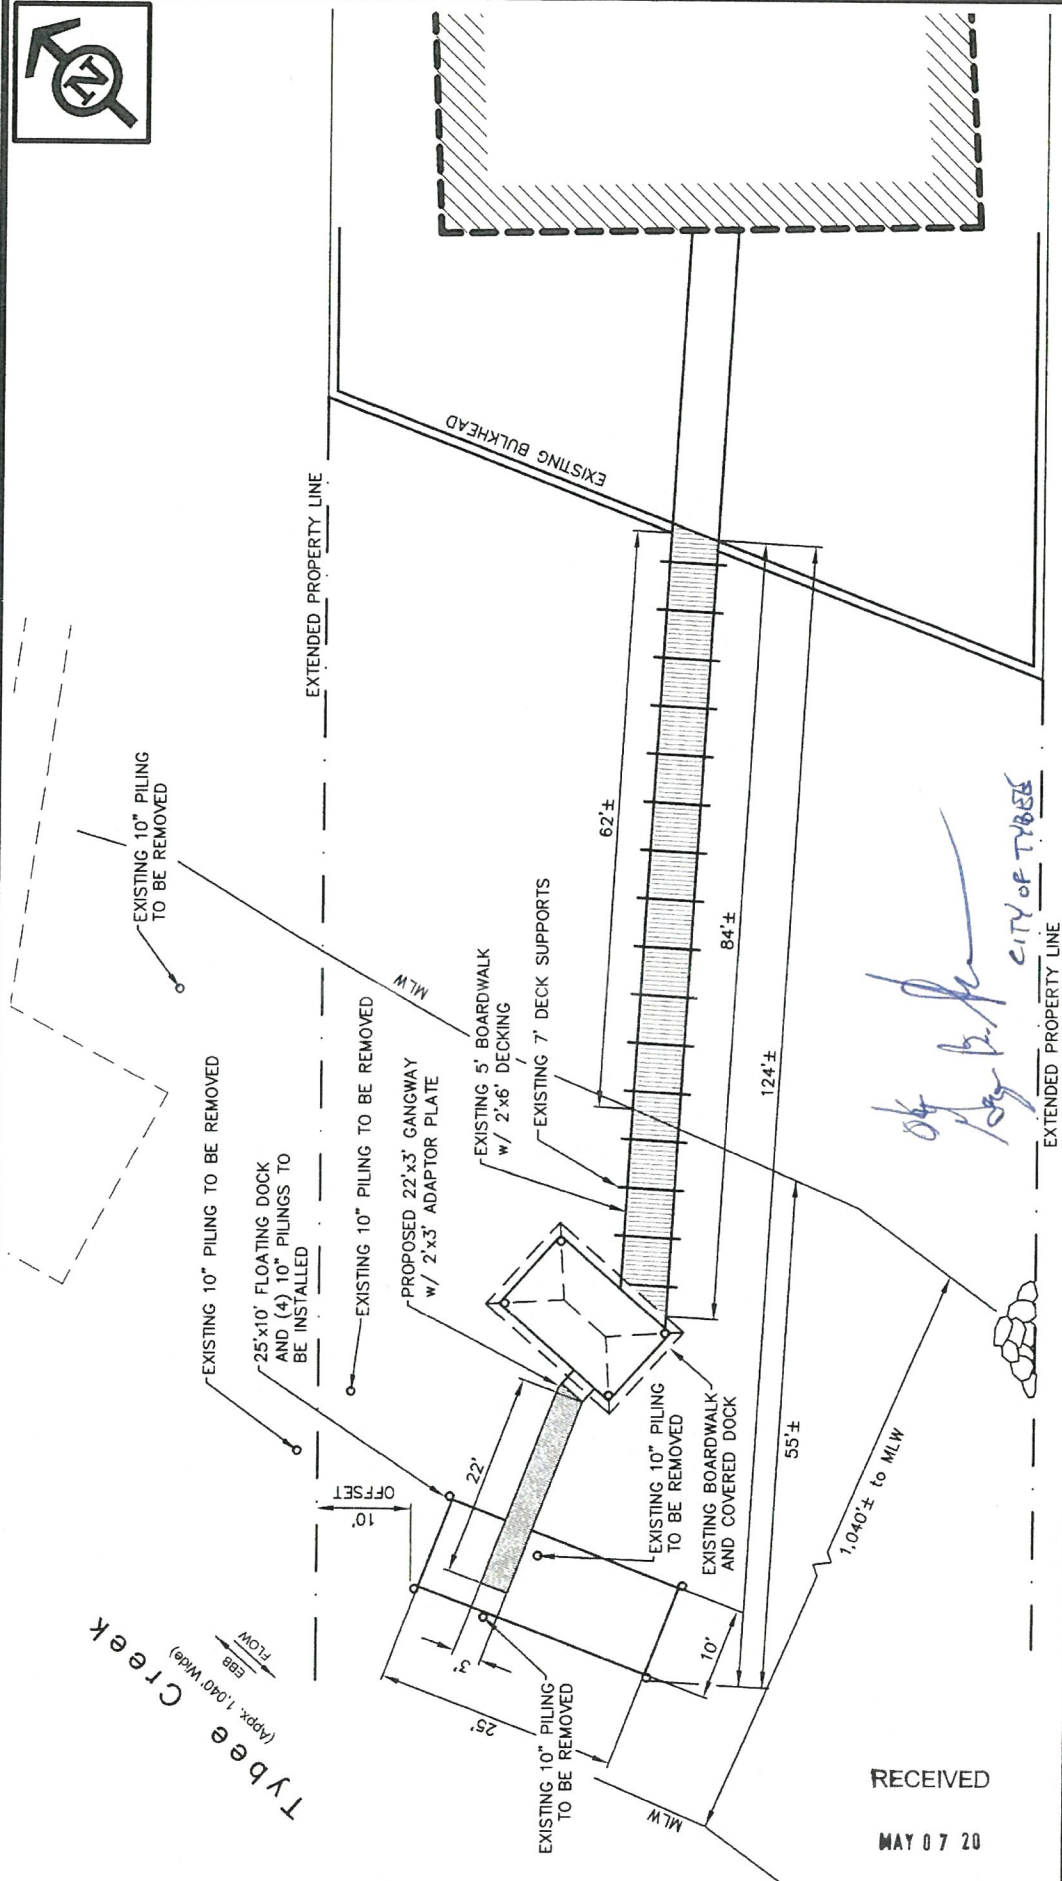 N
Tybee Creek
(Appx. 1,040' Wide)
EBB
FLOW
EXISTING 10" PILING
TO BE REMOVED
EXISTING 10" PILING TO BE REMOVED
25'x10' FLOATING DOCK
AND (4) 10" PILINGS TO
BE INSTALLED
EXTENDED PROPERTY LINE
EXISTING 10" PILING TO BE REMOVED
PROPOSED 22'x3' GANGWAY
w/ 2'x3' ADAPTOR PLATE
MLW
EXISTING BULKHEAD
EXISTING 5' BOARDWALK
w/ 2'x6' DECKING
EXISTING 7' DECK SUPPORTS
10'
OFFSET
22'
3'
25'
10'
62'±
84'±
124'±
55'±
EXISTING 10" PILING
TO BE REMOVED
EXISTING 10" PILING
TO BE REMOVED
EXISTING BOARDWALK
AND COVERED DOCK
1,040'± to MLW
MLW
CITY OF TYBEE
EXTENDED PROPERTY LINE
RECEIVED
MAY 07 20